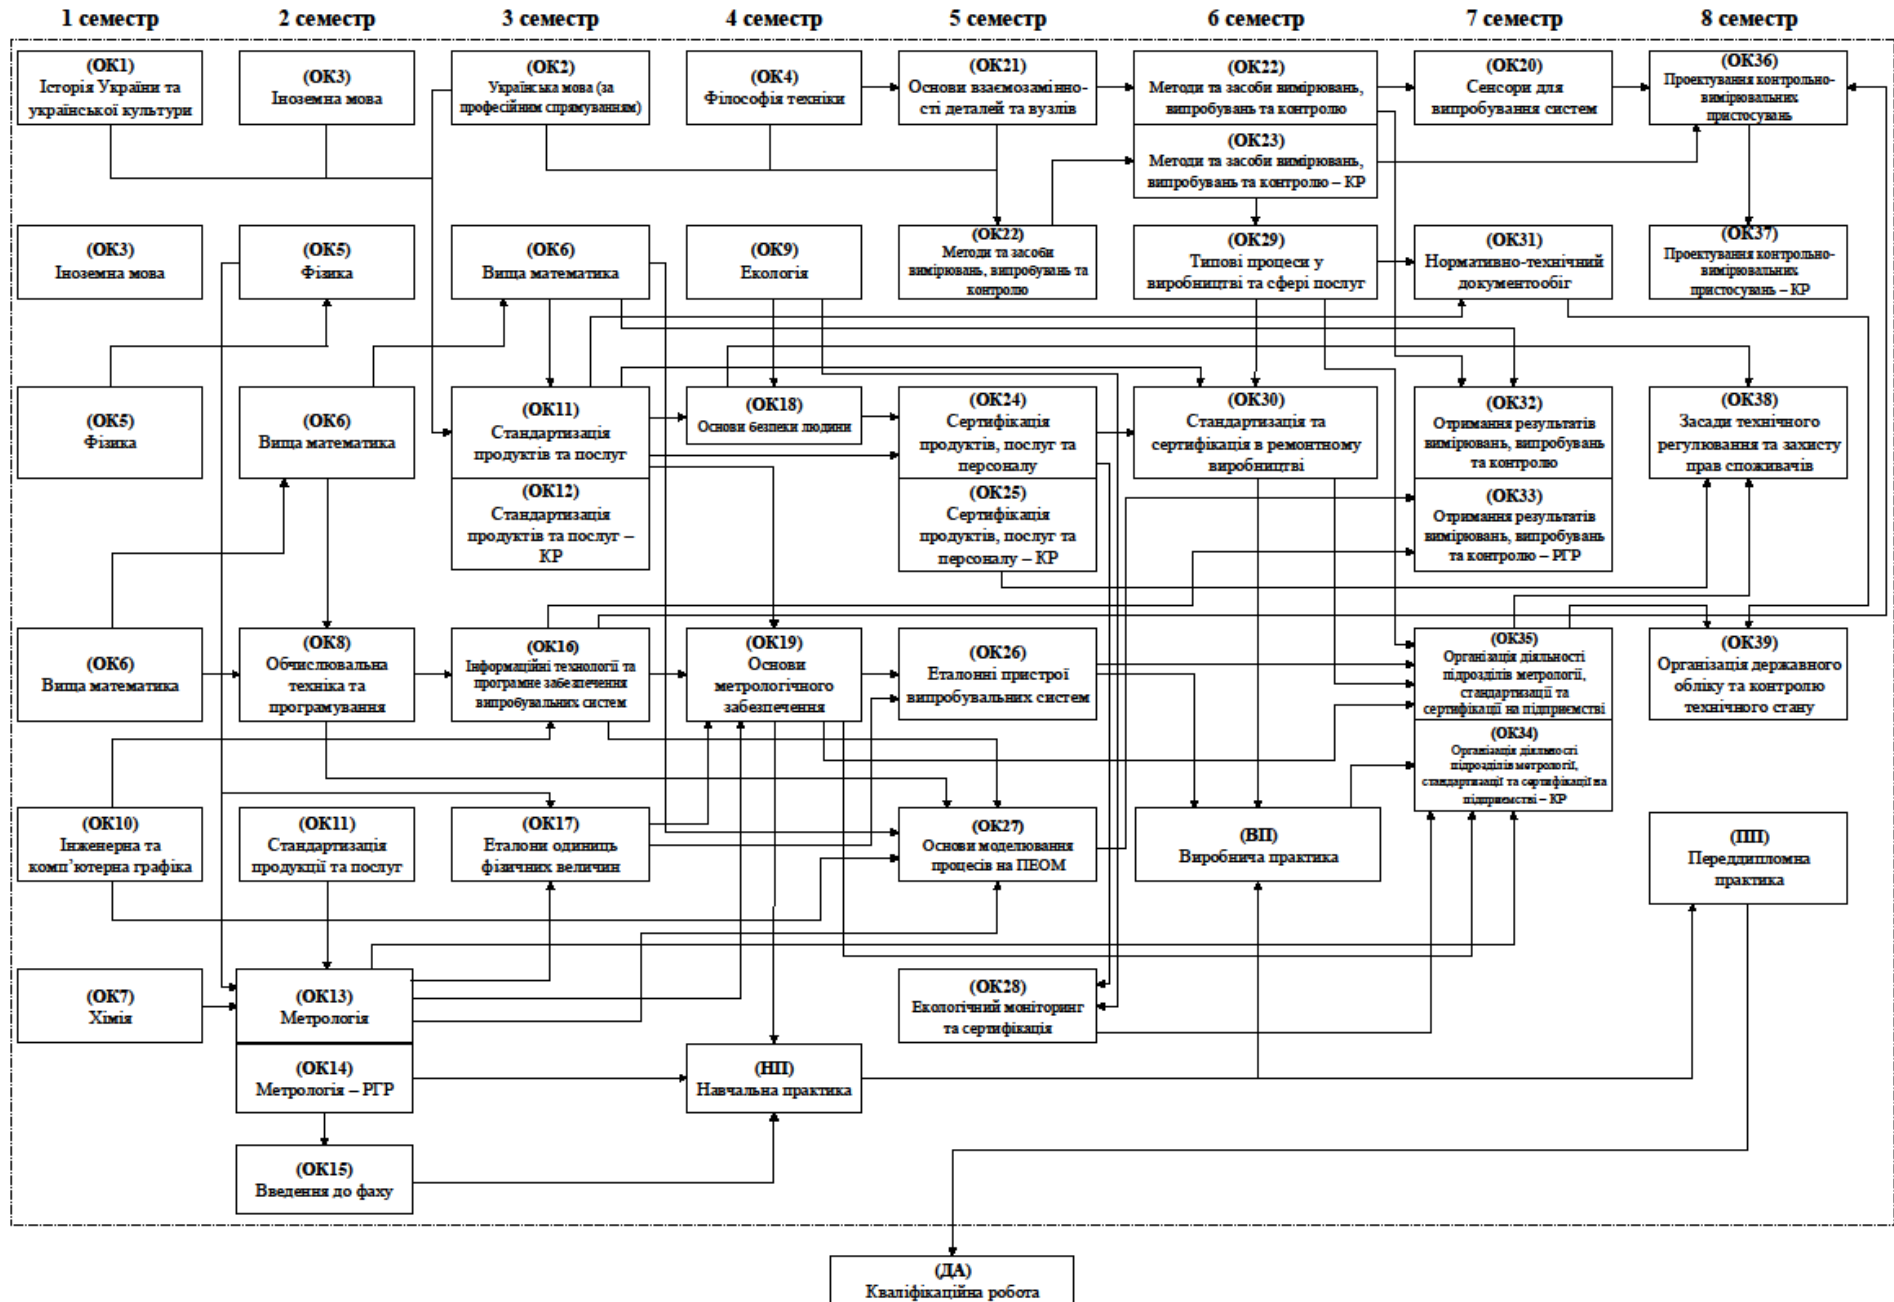 1 семестр
2 семестр
3 семестр
4 семестр
5 семестр
6 семестр
7 семестр
8 семестр
(ОК1)
Історія України та
української культури
(ОК3)
Іноземна мова
(ОК2)
Українська мова (за
професійним спрямуванням)
(ОК4)
Філософія техніки
(ОК21)
Основи взаємозамінно-
сті деталей та вузлів
(ОК22)
Методи та засоби вимірювань,
випробувань та контролю
(ОК20)
Сенсори для
випробування систем
(ОК36)
Проектування контрольно-
вимірювальних
пристосувань
(ОК23)
Методи та засоби вимірювань,
випробувань та контролю – КР
(ОК3)
Іноземна мова
(ОК5)
Фізика
(ОК6)
Вища математика
(ОК9)
Екологія
(ОК22)
Методи та засоби
вимірювань, випробувань та
контролю
(ОК29)
Типові процеси у
виробництві та сфері послуг
(ОК31)
Нормативно-технічний
документообіг
(ОК37)
Проектування контрольно-
вимірювальних
пристосувань – КР
(ОК5)
Фізика
(ОК6)
Вища математика
(ОК11)
Стандартизація
продуктів та послуг
(ОК18)
Основи безпеки людини
(ОК24)
Сертифікація
продуктів, послуг та
персоналу
(ОК30)
Стандартизація та
сертифікація в ремонтному
виробництві
(ОК32)
Отримання результатів
вимірювань, випробувань
та контролю
(ОК38)
Засади технічного
регулювання та захисту
прав споживачів
(ОК12)
Стандартизація
продуктів та послуг –
КР
(ОК25)
Сертифікація
продуктів, послуг та
персоналу – КР
(ОК33)
Отримання результатів
вимірювань, випробувань
та контролю – РГР
(ОК6)
Вища математика
(ОК8)
Обчислювальна
техніка та
програмування
(ОК16)
Інформаційні технології та
програмне забезпечення
випробувальних систем
(ОК19)
Основи
метрологічного
забезпечення
(ОК26)
Еталонні пристрої
випробувальних систем
(ОК35)
Організація діяльності
підрозділів метрології,
стандартизації та
сертифікації на підприємстві
(ОК39)
Організація державного
обліку та контролю
технічного стану
(ОК34)
Організація діяльності
підрозділів метрології,
стандартизації та сертифікації на
підприємстві – КР
(ОК10)
Інженерна та
комп’ютерна графіка
(ОК11)
Стандартизація
продукції та послуг
(ОК17)
Еталони одиниць
фізичних величин
(ОК27)
Основи моделювання
процесів на ПЕОМ
(ВП)
Виробнича практика
(ПП)
Переддипломна
практика
(ОК7)
Хімія
(ОК13)
Метрологія
(ОК28)
Екологічний моніторинг
та сертифікація
(ОК14)
Метрологія – РГР
(НП)
Навчальна практика
(ОК15)
Введення до фаху
(ДА)
Кваліфікаційна робота